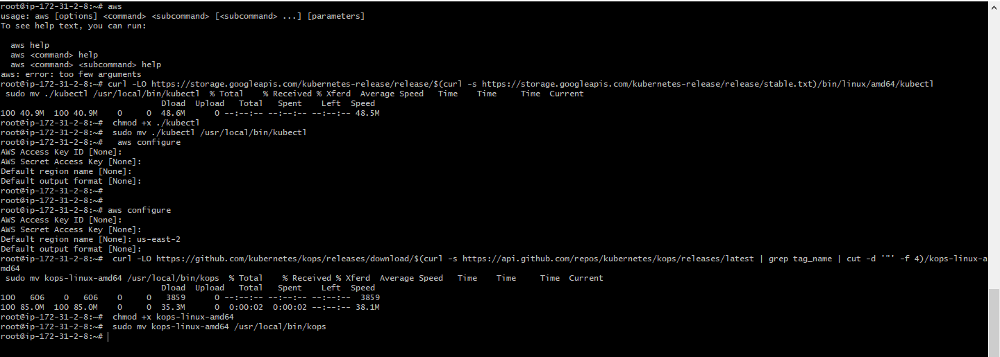 root@ip-172-31-2-8:~# aws
usage: aws [options] <command> <subcommand> [<subcommand> ...] [parameters]
To see help text, you can run:
aws help
aws <command> help
aws <command> <subcommand> help
aws: error: too few arguments
root@ip-172-31-2-8:~# curl -LO https://storage.googleapis.com/kubernetes-release/release/$(curl -s https://storage.googleapis.com/kubernetes-release/release/stable.txt)/bin/linux/amd64/kubectl
sudo mv ./kubectl /usr/local/bin/kubectl  % Total    % Received % Xferd  Average Speed   Time    Time     Time  Current
Dload  Upload   Total   Spent    Left  Speed
100 40.9M  100 40.9M    0     0  48.6M      0 --:--:-- --:--:-- --:--:-- 48.5M
root@ip-172-31-2-8:~#  chmod +x ./kubectl
root@ip-172-31-2-8:~#  sudo mv ./kubectl /usr/local/bin/kubectl
root@ip-172-31-2-8:~#   aws configure
AWS Access Key ID [None]:
AWS Secret Access Key [None]:
Default region name [None]:
Default output format [None]:
root@ip-172-31-2-8:~#
root@ip-172-31-2-8:~#
root@ip-172-31-2-8:~# aws configure
AWS Access Key ID [None]:
AWS Secret Access Key [None]:
Default region name [None]: us-east-2
Default output format [None]:
root@ip-172-31-2-8:~#  curl -LO https://github.com/kubernetes/kops/releases/download/$(curl -s https://api.github.com/repos/kubernetes/kops/releases/latest | grep tag_name | cut -d '"' -f 4)/kops-linux-a
md64
sudo mv kops-linux-amd64 /usr/local/bin/kops  % Total    % Received % Xferd  Average Speed   Time    Time     Time  Current
Dload  Upload   Total   Spent    Left  Speed
100   606    0   606    0     0   3859      0 --:--:-- --:--:-- --:--:--  3859
100 85.0M  100 85.0M    0     0  35.3M      0  0:00:02  0:00:02 --:--:-- 38.1M
root@ip-172-31-2-8:~#  chmod +x kops-linux-amd64
root@ip-172-31-2-8:~#  sudo mv kops-linux-amd64 /usr/local/bin/kops
root@ip-172-31-2-8:~#